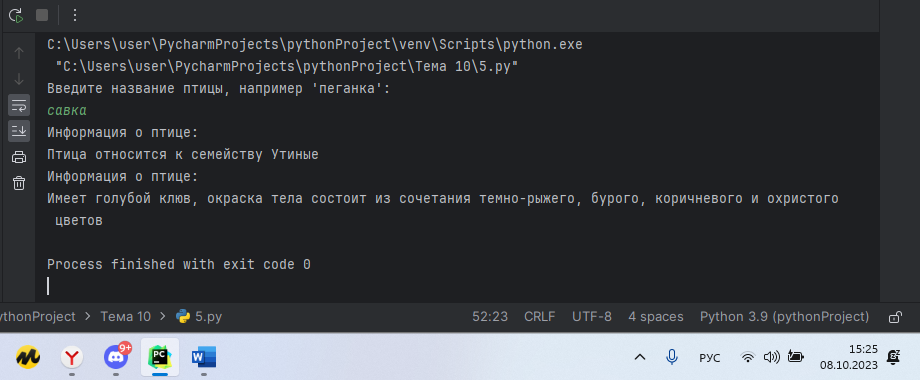 C:\Users\user\PycharmProjects\pythonProject\venv\Scripts\python.exe
"C:\Users\user\PycharmProjects\pythonProject\Тема 10\5.py"
Введите название птицы, например 'пеганка':
савка
Информация о птице:
Птица относится к семейству Утиные
Информация о птице:
Имеет голубой клюв, окраска тела состоит из сочетания темно-рыжего, бурого, коричневого и охристого
цветов
Process finished with exit code 0
ythonProject > Тема 10 > 5.py 52:23 CRLF UTF-8 4 spaces Python 3.9 (pythonProject)
9+ PC W РУС 15:25
08.10.2023